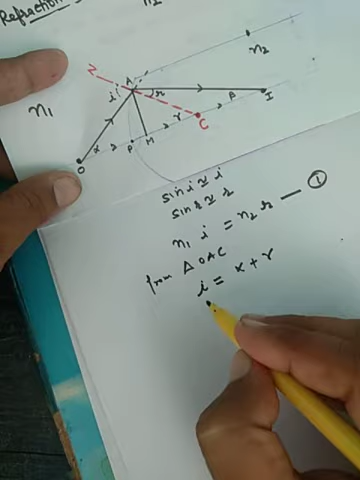 Refraction
n₂
n₂
N
A
i
r
n₁
β
I
γ
C
α
P
M
O
sin i ≃ i
sin r ≃ r
n₁ i = n₂ r — ①
from △ OAC
i = α + γ